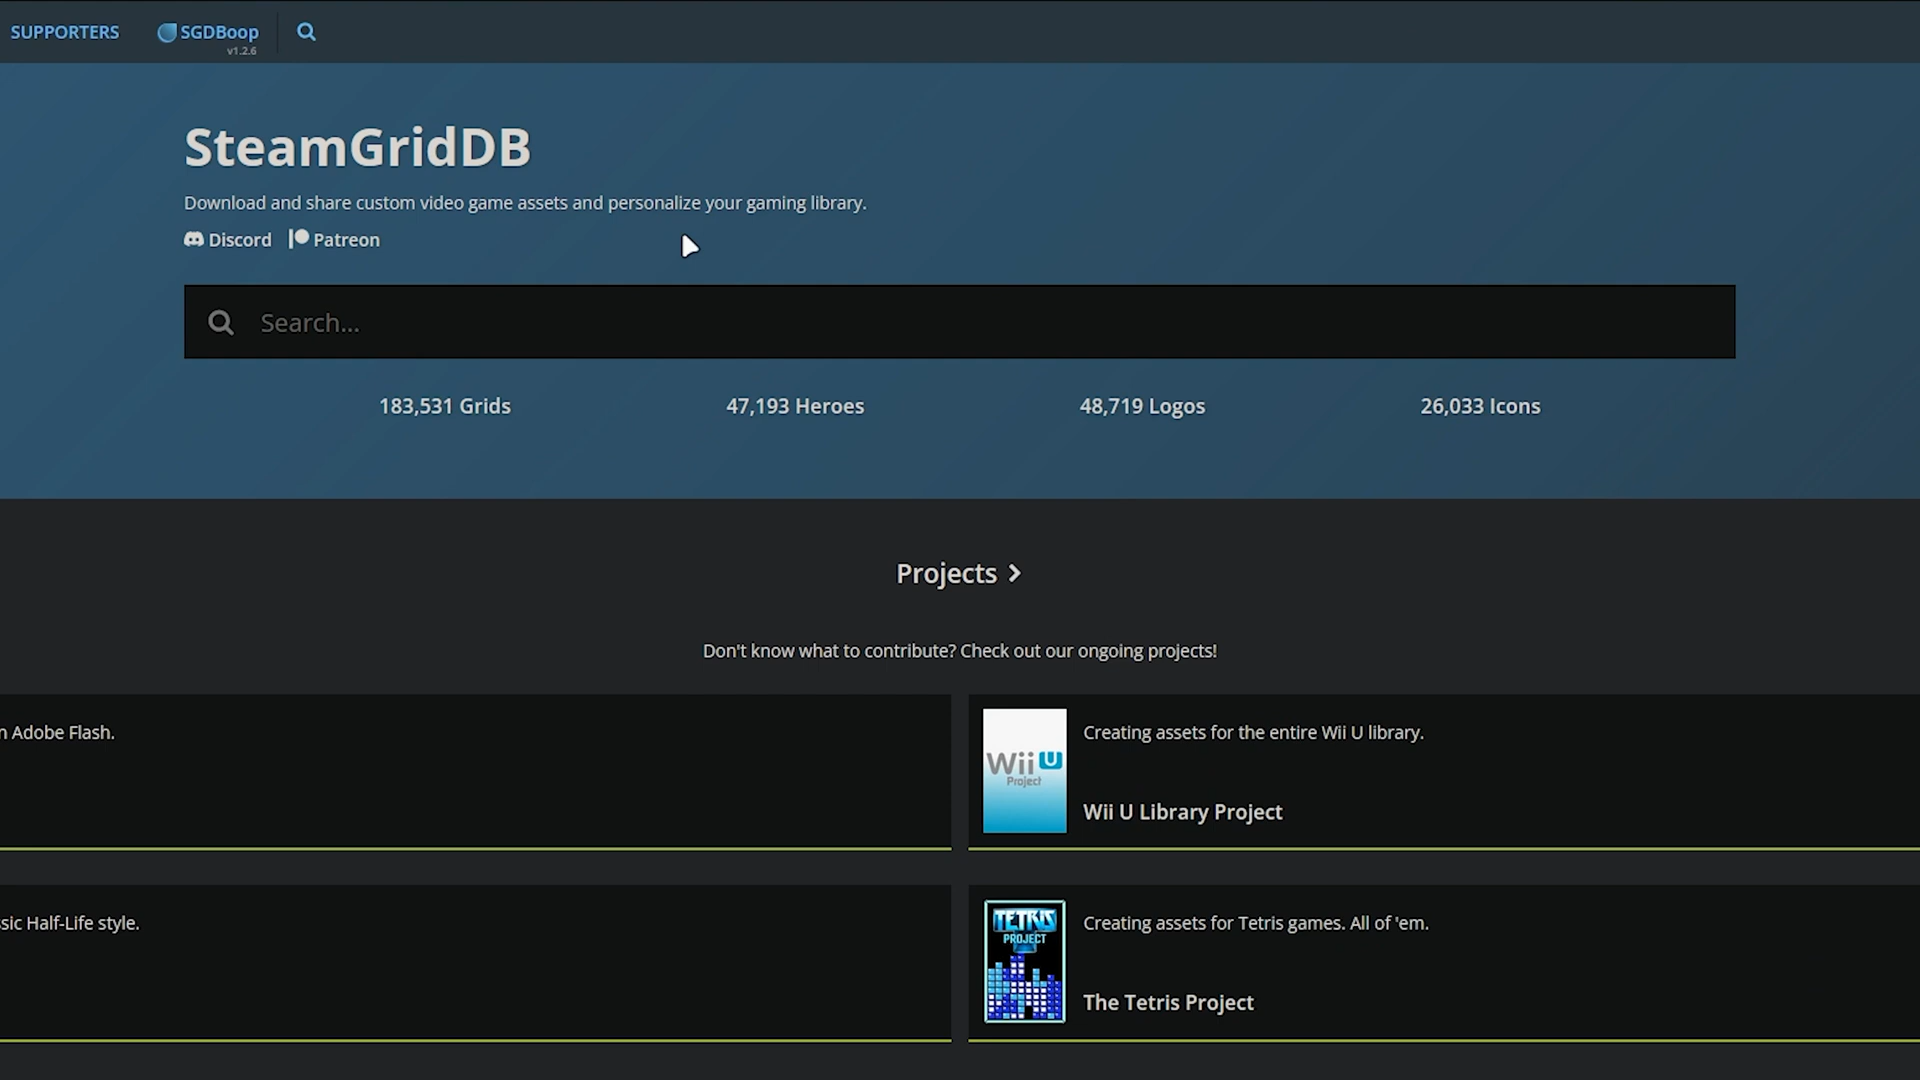 SUPPORTERS
SGDBoop
v1.2.6
SteamGridDB
Download and share custom video game assets and personalize your gaming library.
Discord Patreon
Search...
183,531 Grids 47,193 Heroes 48,719 Logos 26,033 Icons
Projects
Don't know what to contribute? Check out our ongoing projects!
n Adobe Flash.
Creating assets for the entire Wii U library.
Wii U
Project
Wii U Library Project
sic Half-Life style.
Creating assets for Tetris games. All of 'em.
TETRIS
PROJECT
The Tetris Project